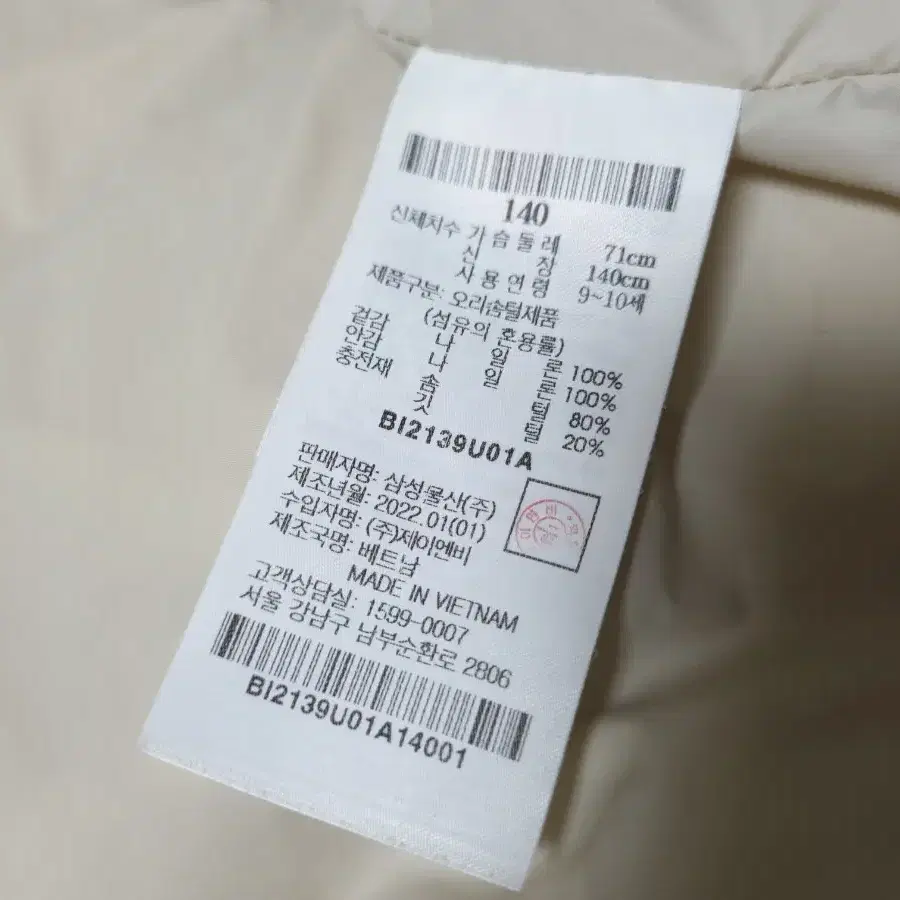 140
신체치수 가슴둘레 71cm
신장 140cm
사용연령 9~10세
제품구분: 오리솜털제품
(섬유의 혼용률)
겉감 나일론 100%
안감 나일론 100%
충전재 솜털 80%
깃털 20%
BI2139U01A
판매자명: 삼성물산(주)
제조년월: 2022.01(01)
수입자명: (주)제이엔비
제조국명: 베트남
MADE IN VIETNAM
고객상담실: 1599-0007
서울 강남구 남부순환로 2806
BI2139U01A14001